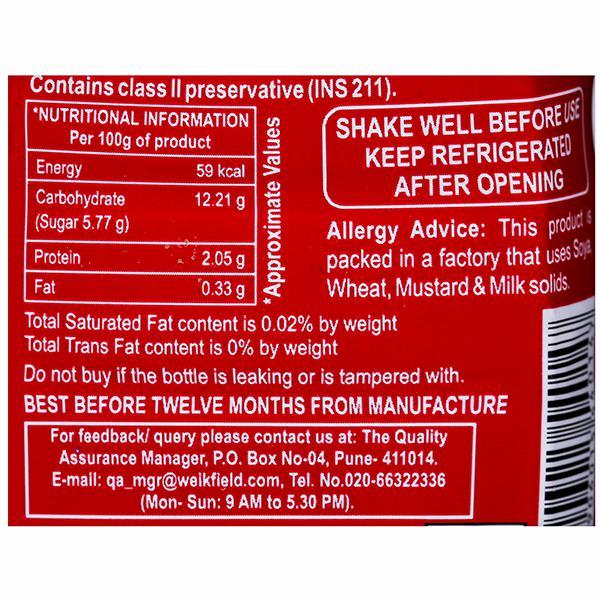 Contains class II preservative (INS 211).
*NUTRITIONAL INFORMATION
Per 100g of product
Energy 59 kcal
Carbohydrate 12.21 g
(Sugar 5.77 g)
Protein 2.05 g
Fat 0.33 g
*Approximate Values
SHAKE WELL BEFORE USE
KEEP REFRIGERATED
AFTER OPENING
Allergy Advice: This product is
packed in a factory that uses Soya,
Wheat, Mustard & Milk solids.
Total Saturated Fat content is 0.02% by weight
Total Trans Fat content is 0% by weight
Do not buy if the bottle is leaking or is tampered with.
BEST BEFORE TWELVE MONTHS FROM MANUFACTURE
For feedback/ query please contact us at: The Quality
Assurance Manager, P.O. Box No-04, Pune- 411014.
E-mail: qa_mgr@weikfield.com, Tel. No.020-66322336
(Mon- Sun: 9 AM to 5.30 PM).